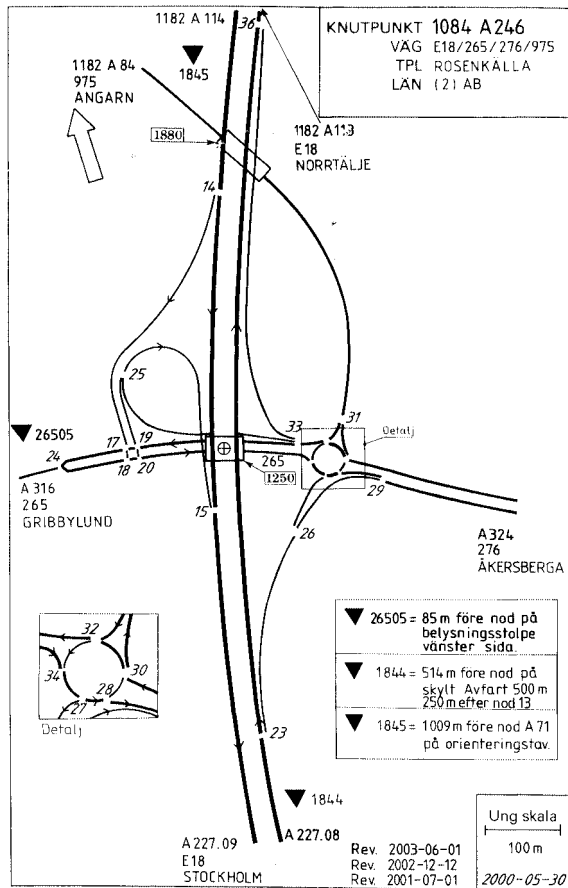 KNUTPUNKT 1084 A246
VÄG E18/265/276/975
TPL ROSENKÄLLA
LÄN (2) AB
1182 A 114
36
1845
1182 A 84
975
ANGARN
1880
1182 A 113
E 18
NORRTÄLJE
14
25
26505
24
17 19
18 20
33
31
Detalj
265
1250
15
29
26
A 316
265
GRIBBYLUND
A324
276
ÅKERSBERGA
32
34
30
28
27
Detalj
23
1844
26505 = 85 m före nod på
belysningsstolpe
vänster sida.
1844 = 514 m före nod på
skylt Avfart 500 m
250 m efter nod 13
1845 = 1009 m före nod A 71
på orienteringstav.
A 227.09
E 18
STOCKHOLM
A 227.08
Rev. 2003-06-01
Rev. 2002-12-12
Rev. 2001-07-01
Ung skala
100 m
2000-05-30